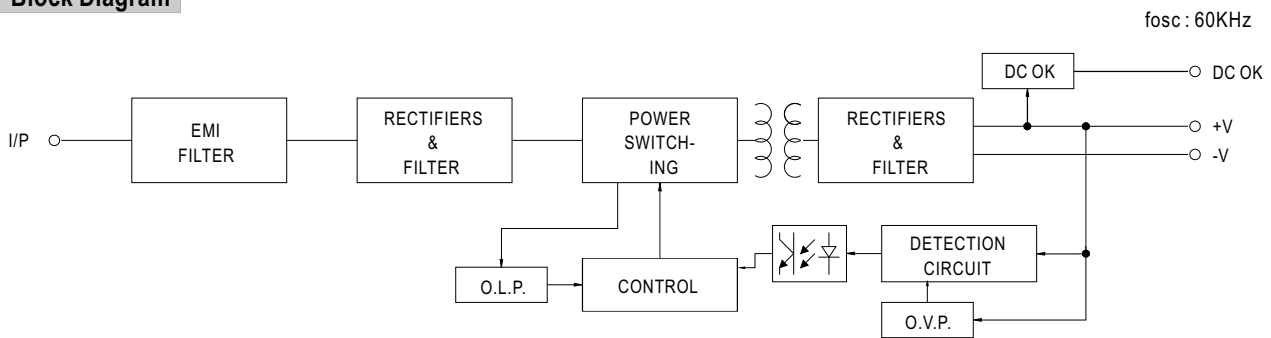 Block Diagram
fosc : 60KHz
DC OK
DC OK
I/P
EMI
FILTER
RECTIFIERS
&
FILTER
POWER
SWITCH-
ING
RECTIFIERS
&
FILTER
+V
-V
O.L.P.
CONTROL
DETECTION
CIRCUIT
O.V.P.